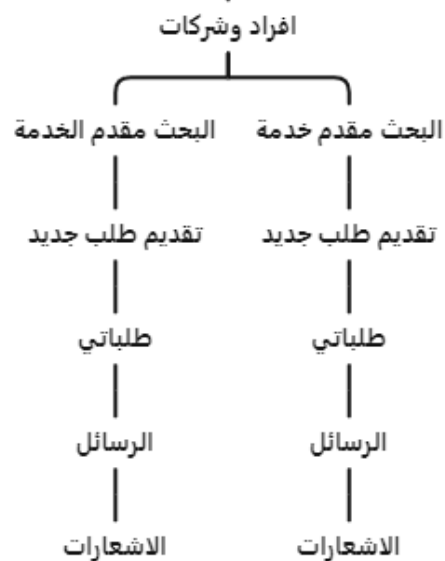 افراد وشركات
البحث مقدم خدمة
البحث مقدم الخدمة
تقديم طلب جديد
تقديم طلب جديد
طلباتي
طلباتي
الرسائل
الرسائل
الاشعارات
الاشعارات